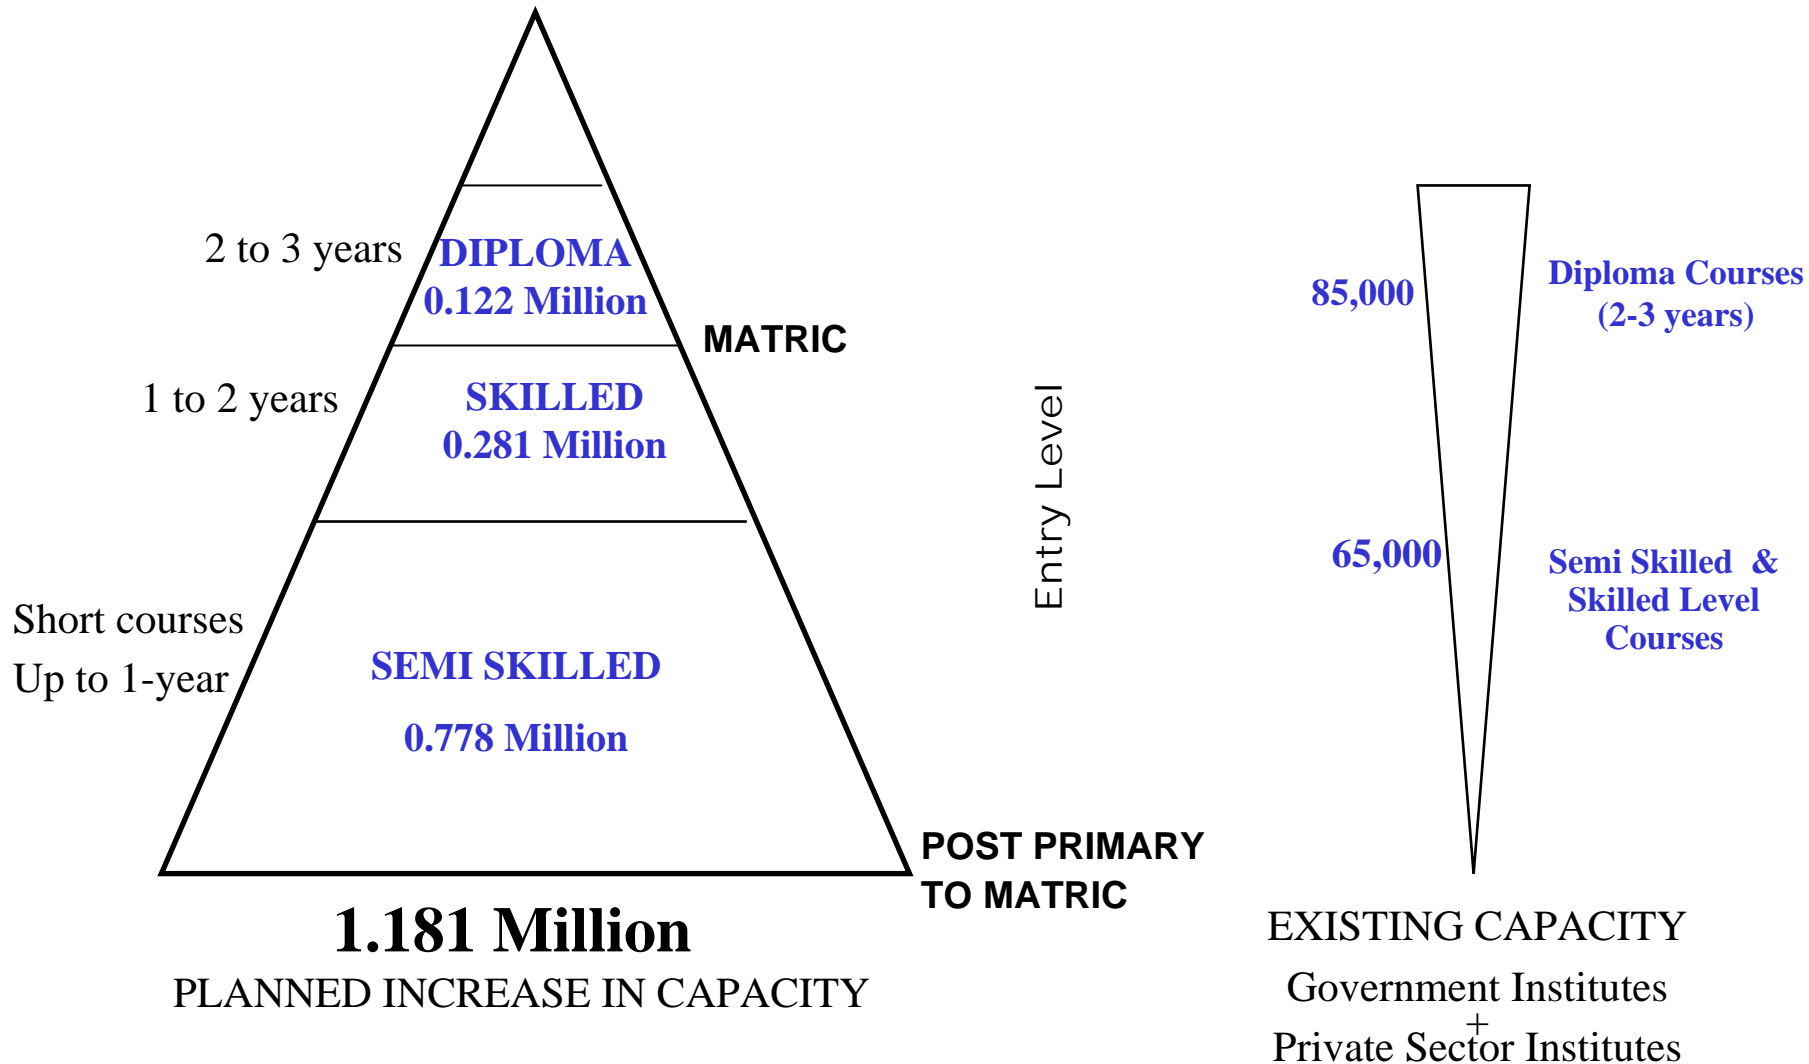 2 to 3 years
DIPLOMA
0.122 Million
MATRIC
1 to 2 years
SKILLED
0.281 Million
Short courses
Up to 1-year
SEMI SKILLED
0.778 Million
POST PRIMARY
TO MATRIC
1.181 Million
PLANNED INCREASE IN CAPACITY
Entry Level
85,000
Diploma Courses
(2-3 years)
65,000
Semi Skilled &
Skilled Level
Courses
EXISTING CAPACITY
Government Institutes
+
Private Sector Institutes